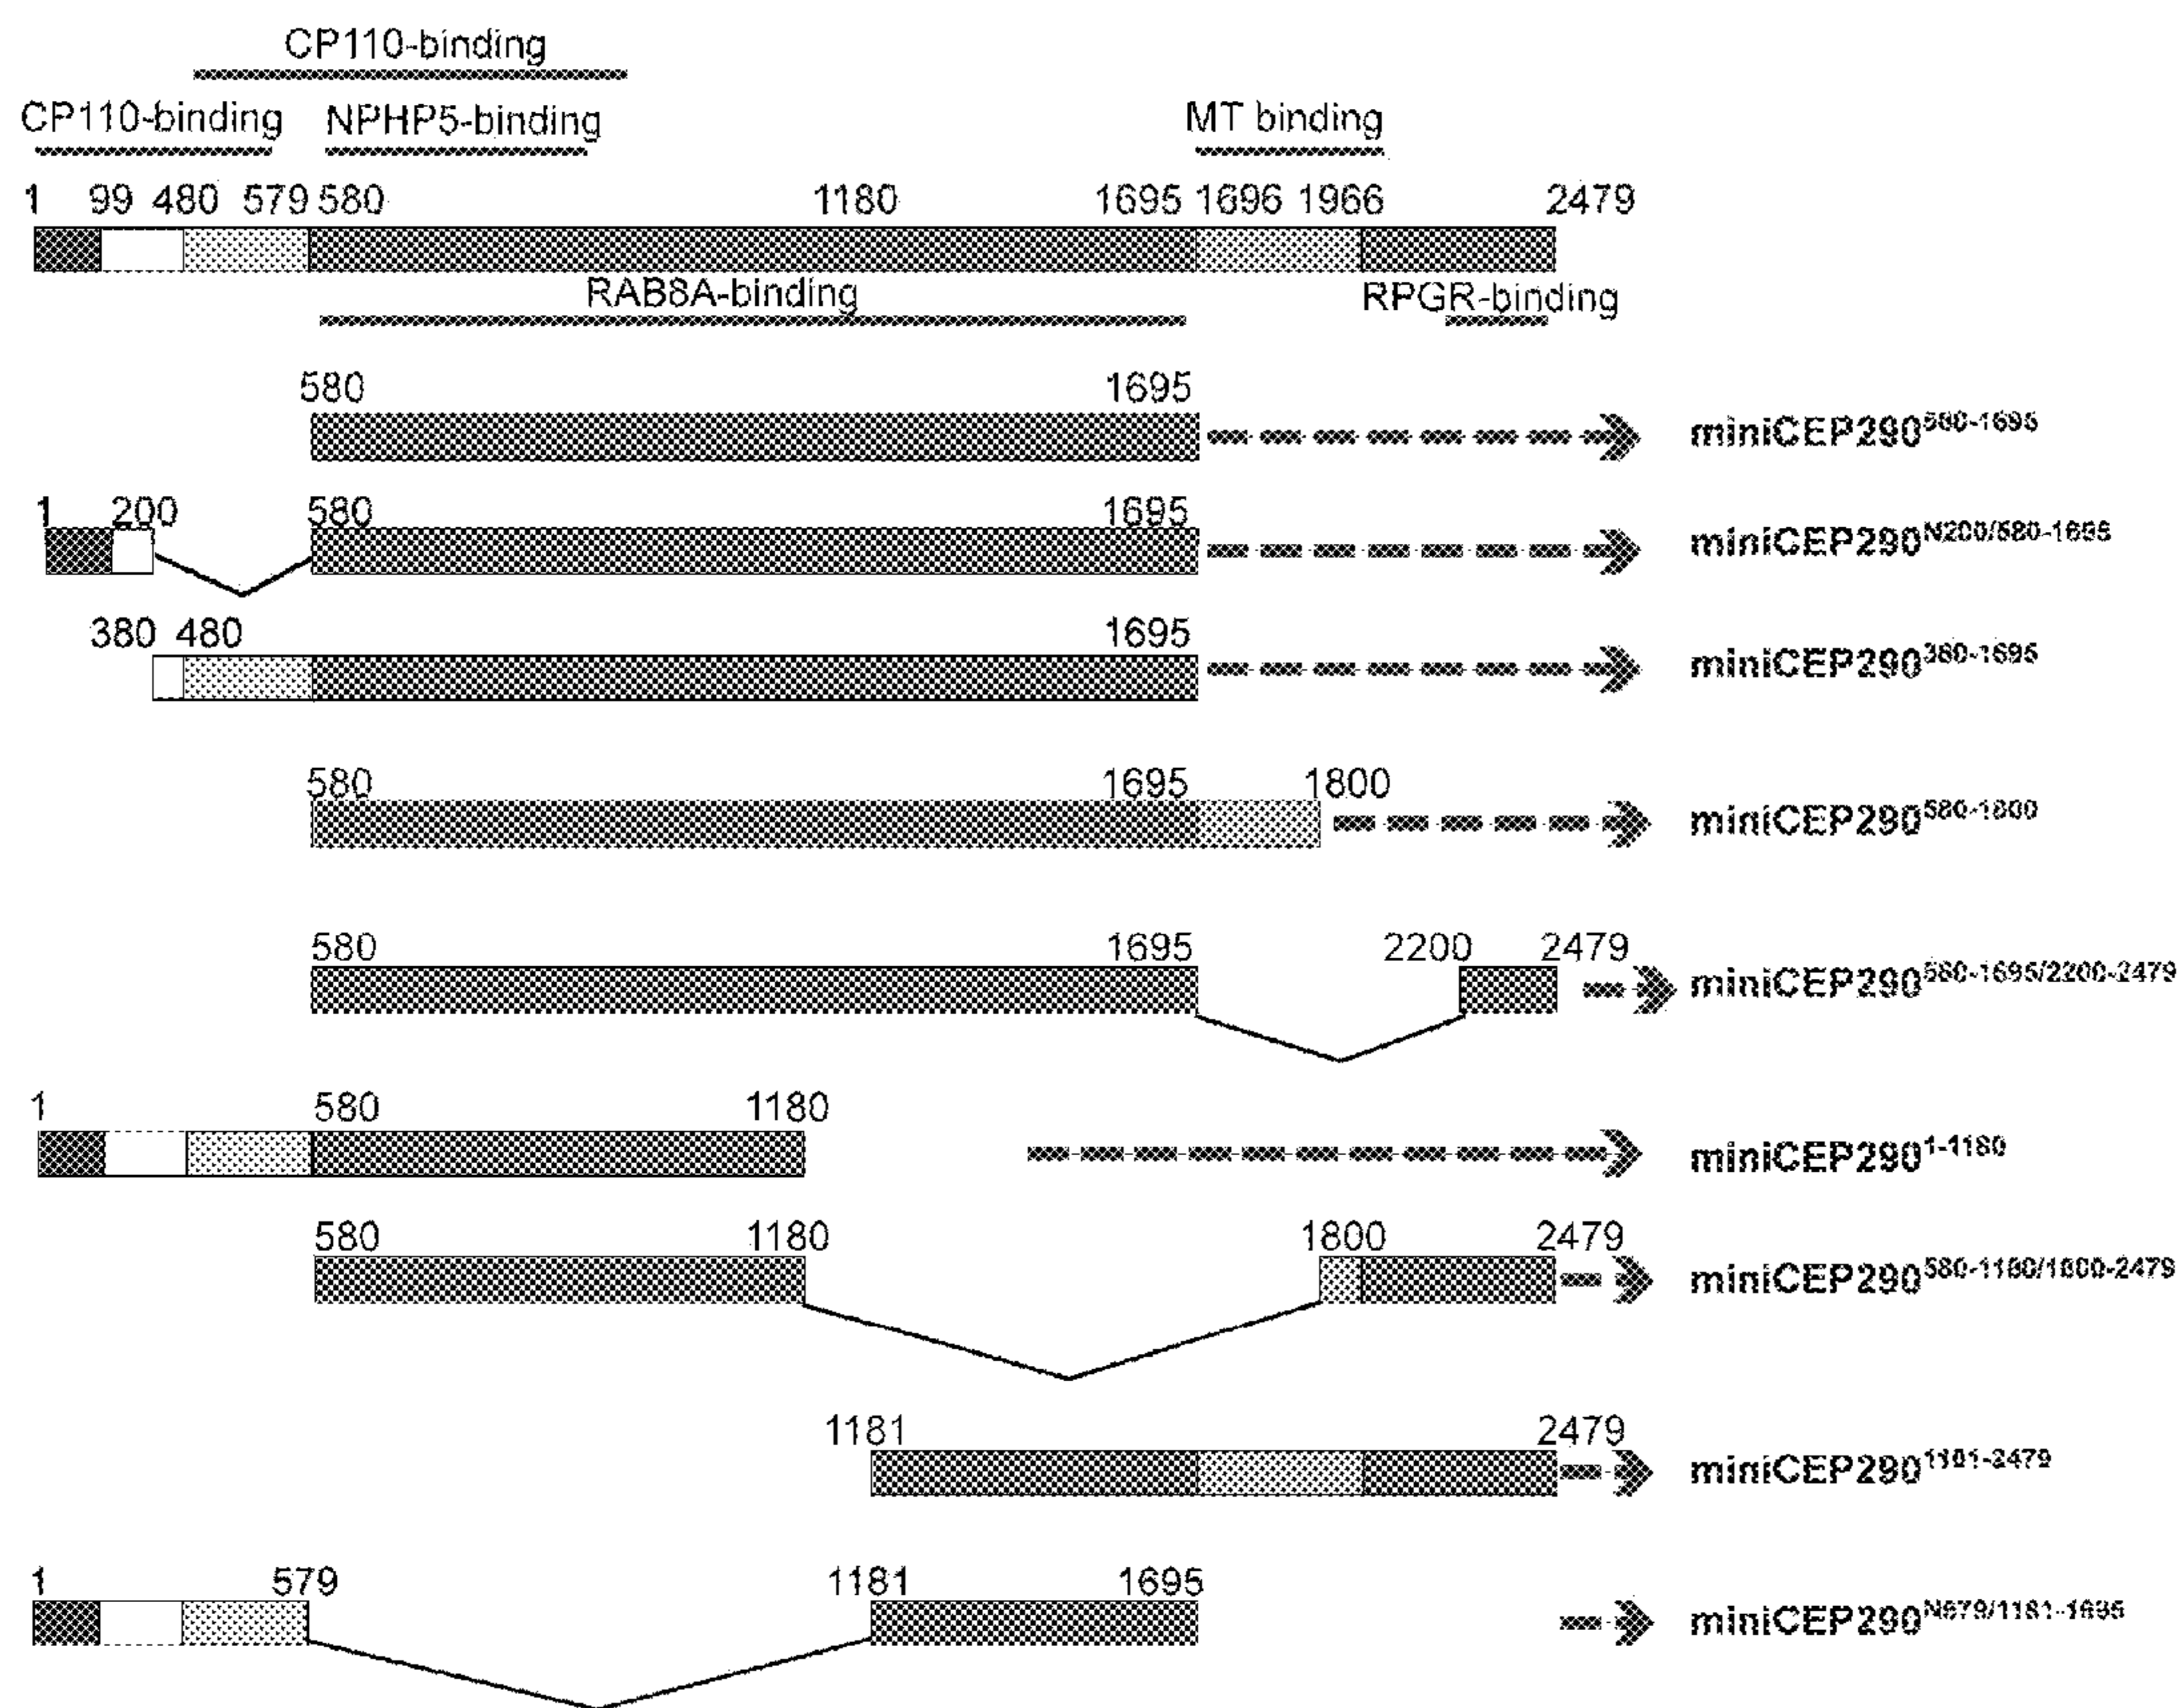 CP110-binding
CP110-binding NPHP5-binding MT binding
1 99 480 579 580 1180 1695 1696 1966 2479
RAB8A-binding RPGR-binding
580 1695
miniCEP290580-1695
1 200 580 1695
miniCEP290N200/580-1695
380 480 1695
miniCEP290380-1695
580 1695 1800
miniCEP290580-1800
580 1695 2200 2479
miniCEP290580-1695/2200-2479
1 580 1180
miniCEP2901-1180
580 1180 1800 2479
miniCEP290580-1180/1800-2479
1181 2479
miniCEP2901181-2479
1 579 1181 1695
miniCEP290N579/1181-1695